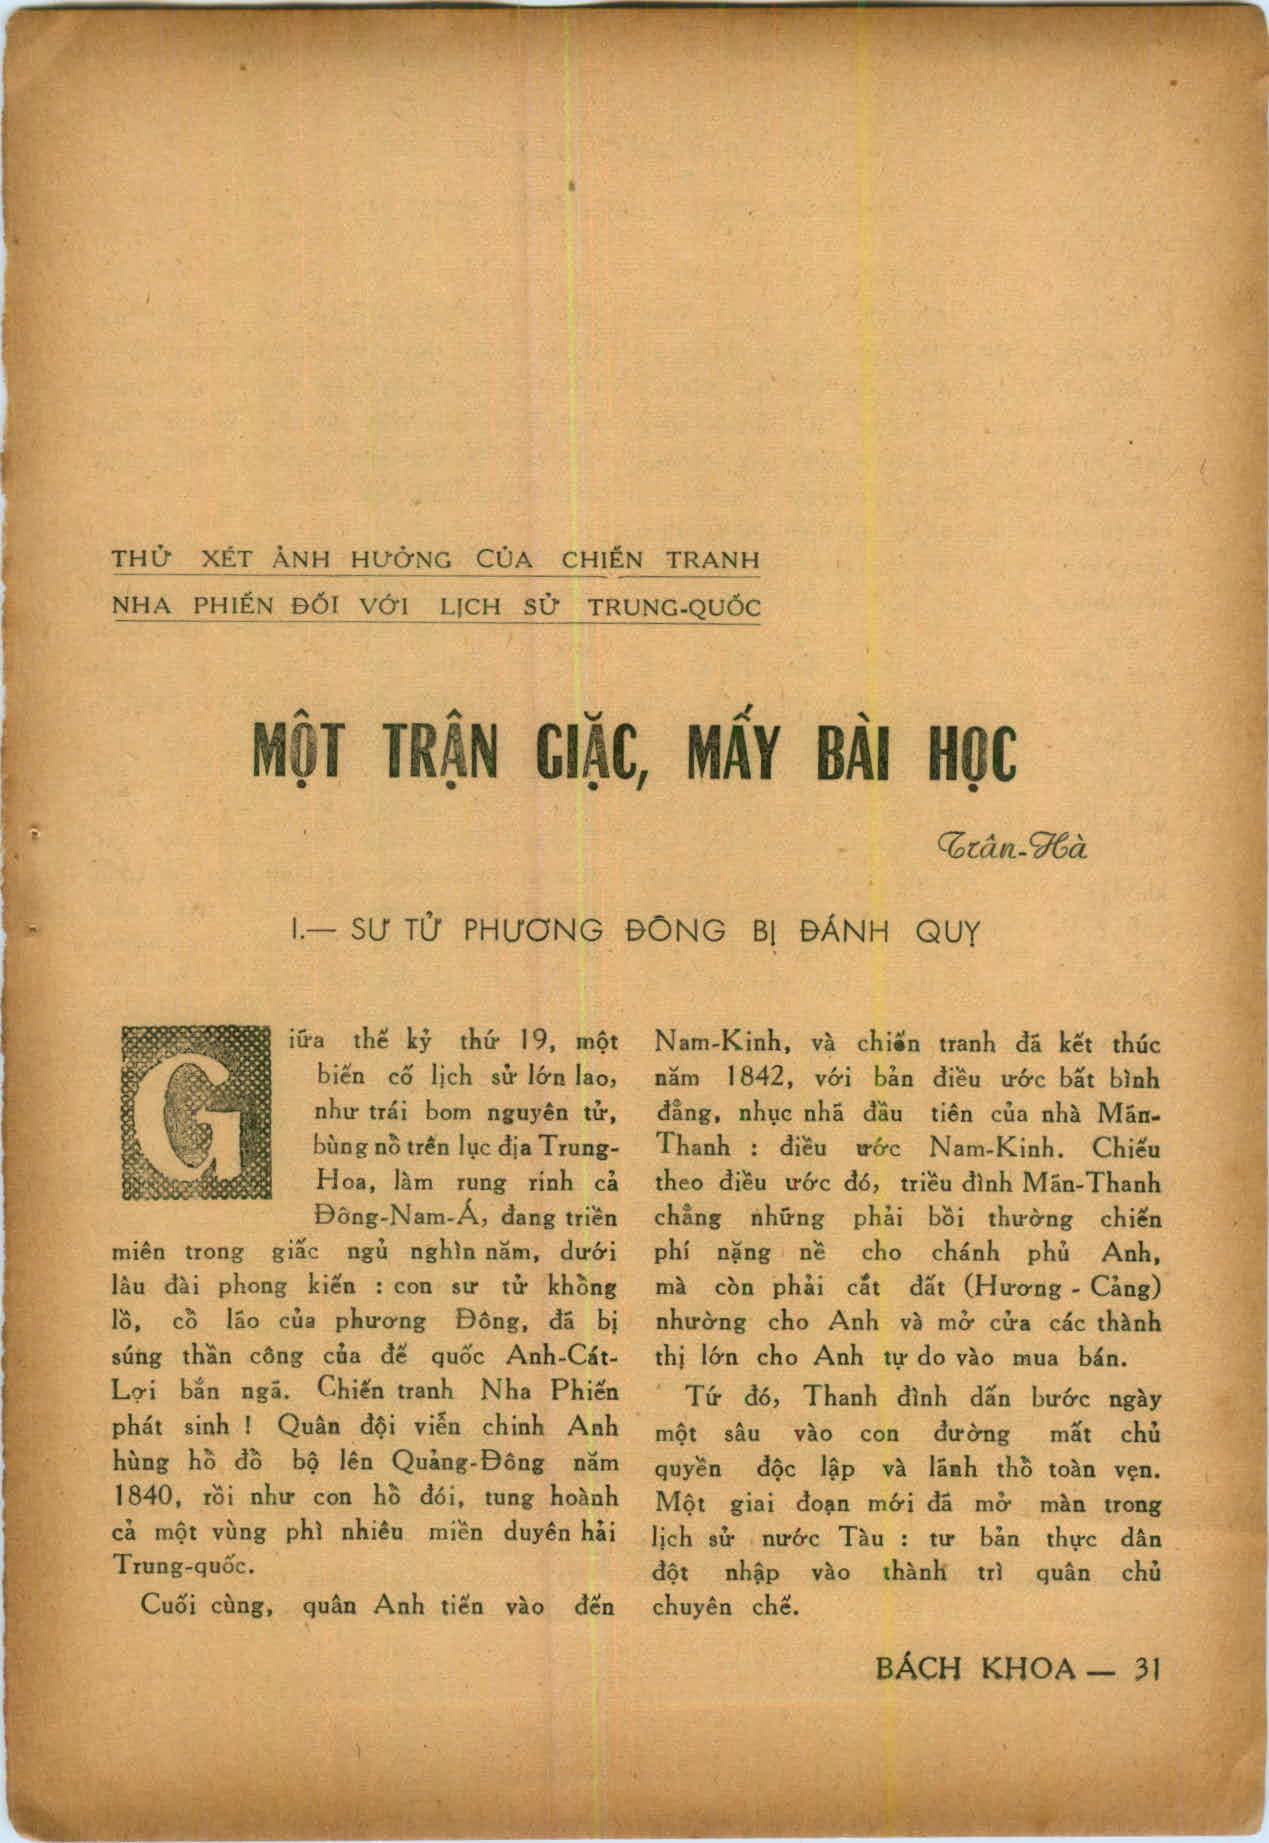 THỬ XÉT ẢNH HƯỞNG CỦA CHIẾN TRANH
NHA PHIẾN ĐỐI VỚI LỊCH SỬ TRUNG-QUỐC
MỘT TRẬN GIẶC, MẤY BÀI HỌC
Trân-Hà
I.— SƯ TỬ PHƯƠNG ĐÔNG BỊ ĐÁNH QUỴ
Giữa thế kỷ thứ 19, một
biến cố lịch sử lớn lao,
như trái bom nguyên tử,
bùng nổ trên lục địa Trung-
Hoa, làm rung rinh cả
Đông-Nam-Á, đang triền
miên trong giấc ngủ nghìn năm, dưới
lâu đài phong kiến : con sư tử khổng
lồ, cổ lão của phương Đông, đã bị
súng thần công của đế quốc Anh-Cát-
Lợi bắn ngã. Chiến tranh Nha Phiến
phát sinh ! Quân đội viễn chinh Anh
hùng hổ đổ bộ lên Quảng-Đông năm
1840, rồi như con hổ đói, tung hoành
cả một vùng phì nhiêu miền duyên hải
Trung-quốc.
Cuối cùng, quân Anh tiến vào đến
Nam-Kinh, và chiến tranh đã kết thúc
năm 1842, với bản điều ước bất bình
đẳng, nhục nhã đầu tiên của nhà Mãn-
Thanh : điều ước Nam-Kinh. Chiếu
theo điều ước đó, triều đình Mãn-Thanh
chẳng những phải bồi thường chiến
phí nặng nề cho chánh phủ Anh,
mà còn phải cắt đất (Hương - Cảng)
nhường cho Anh và mở cửa các thành
thị lớn cho Anh tự do vào mua bán.
Từ đó, Thanh đình dấn bước ngày
một sâu vào con đường mất chủ
quyền độc lập và lãnh thổ toàn vẹn.
Một giai đoạn mới đã mở màn trong
lịch sử nước Tàu : tư bản thực dân
đột nhập vào thành trì quân chủ
chuyên chế.
BÁCH KHOA — 31